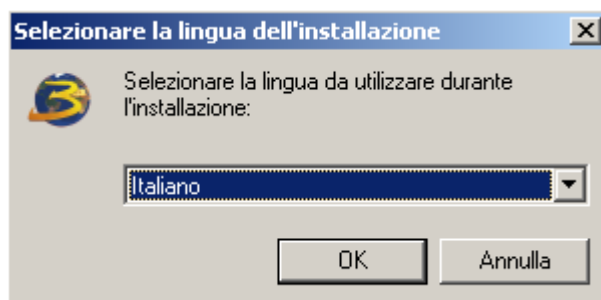 Selezionare la lingua dell'installazione
Selezionare la lingua da utilizzare durante
l'installazione:
Italiano
OK Annulla